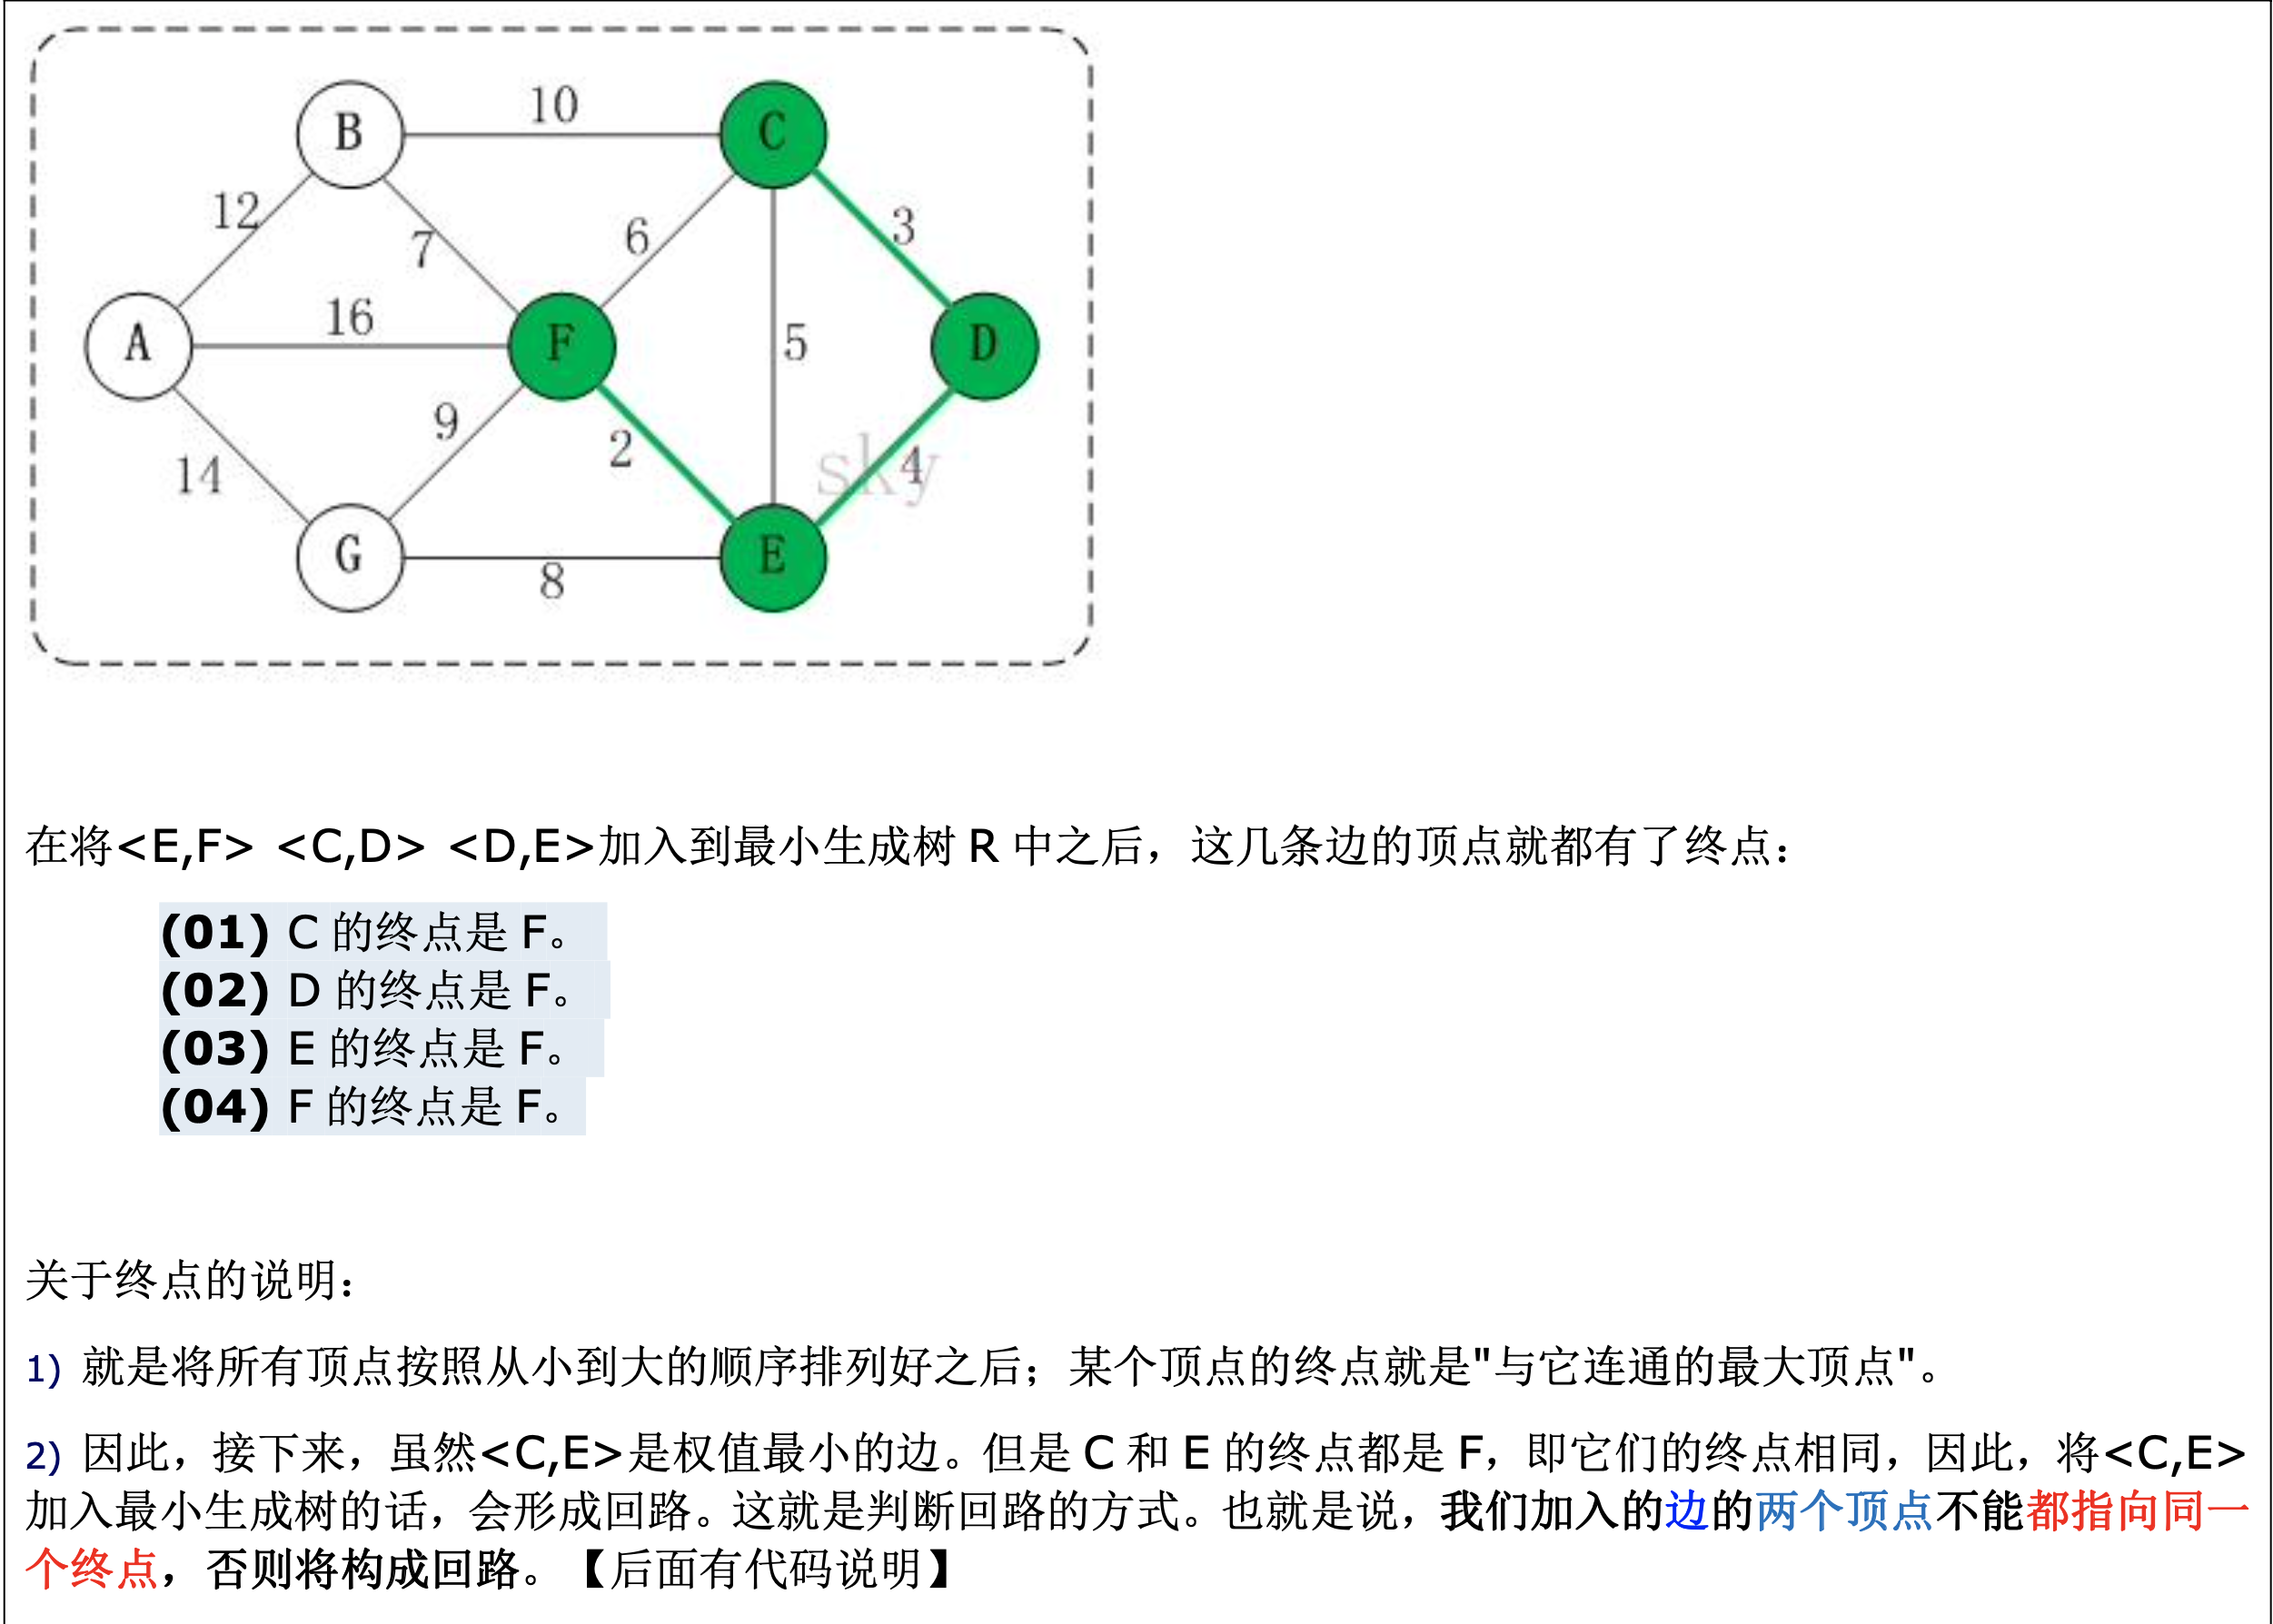 B 10 C
12 7 6 3
A 16 F 5 D
14 9 2 sky 4
G 8 E
在将<E,F> <C,D> <D,E>加入到最小生成树 R 中之后，这几条边的顶点就都有了终点：
(01) C 的终点是 F。
(02) D 的终点是 F。
(03) E 的终点是 F。
(04) F 的终点是 F。
关于终点的说明：
1) 就是将所有顶点按照从小到大的顺序排列好之后；某个顶点的终点就是"与它连通的最大顶点"。
2) 因此，接下来，虽然<C,E>是权值最小的边。但是 C 和 E 的终点都是 F，即它们的终点相同，因此，将<C,E>
加入最小生成树的话，会形成回路。这就是判断回路的方式。也就是说，我们加入的边的两个顶点不能都指向同一
个终点，否则将构成回路。【后面有代码说明】